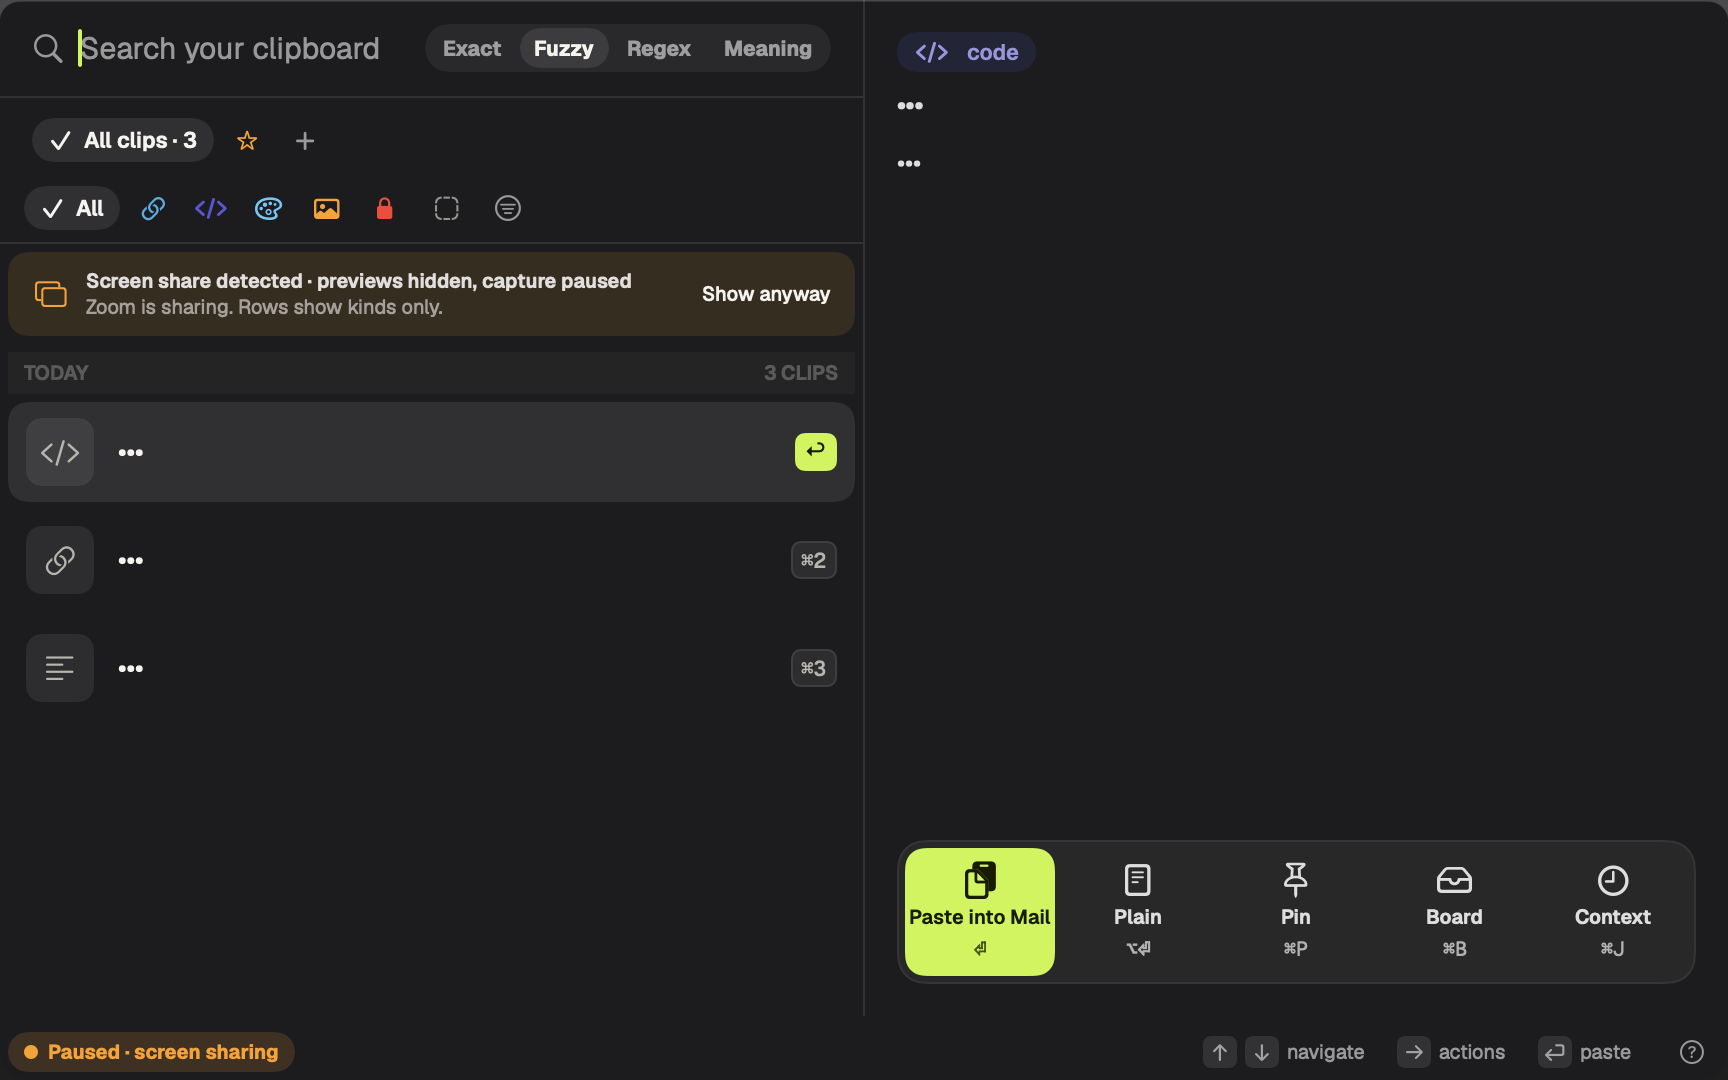 Search your clipboard
Exact Fuzzy Regex Meaning
All clips · 3
All
Screen share detected · previews hidden, capture paused
Zoom is sharing. Rows show kinds only.
Show anyway
TODAY 3 CLIPS
•••
•••
⌘2
•••
⌘3
</> code
•••
•••
Paste into Mail Plain Pin Board Context
⏎ ⌥⏎ ⌘P ⌘B ⌘J
Paused · screen sharing
↑ ↓ navigate → actions ↩ paste ?